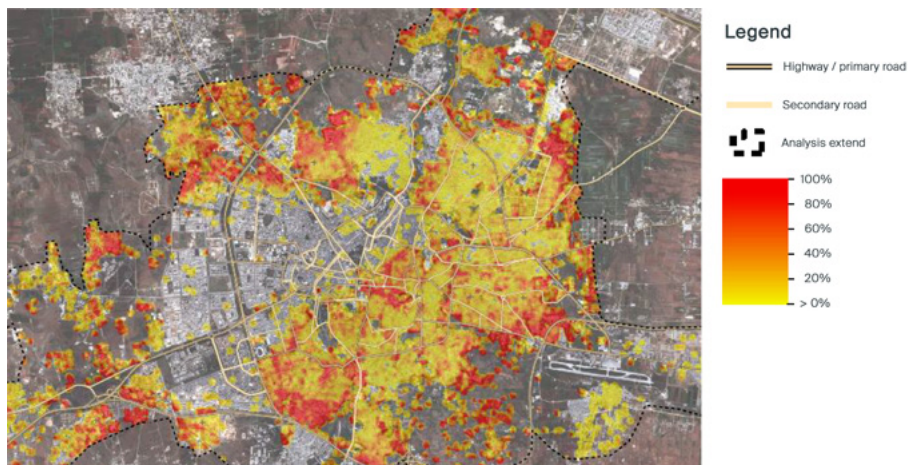 Legend
Highway / primary road
Secondary road
Analysis extend
100%
80%
60%
40%
20%
> 0%